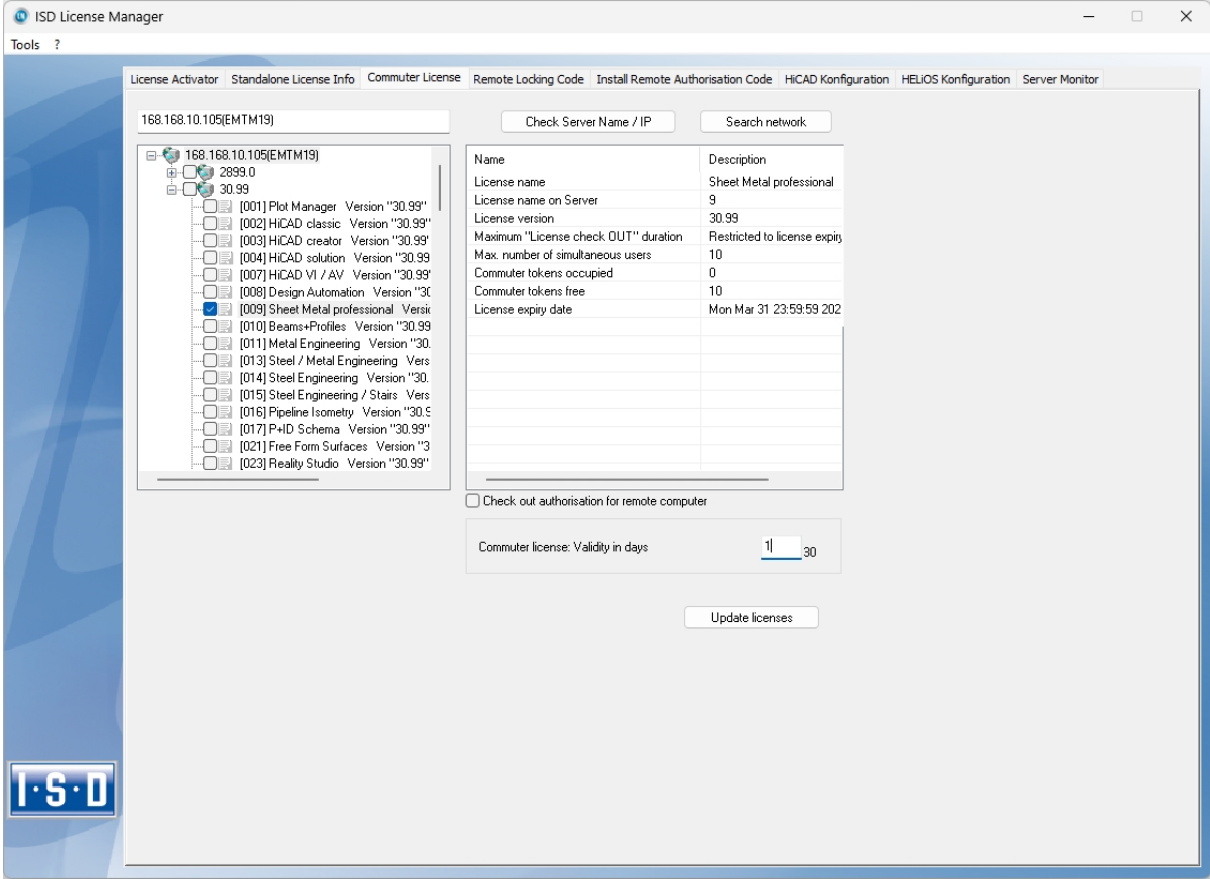 ISD License Manager
Tools ?
License Activator Standalone License Info Commuter License Remote Locking Code Install Remote Authorisation Code HiCAD Konfiguration HELiOS Konfiguration Server Monitor
168.168.10.105(EMTM19)
Check Server Name / IP
Search network
168.168.10.105(EMTM19)
2899.0
30.99
[001] Plot Manager Version "30.99"
[002] HiCAD classic Version "30.99"
[003] HiCAD creator Version "30.99'
[004] HiCAD solution Version "30.99
[007] HiCAD VI / AV Version "30.99'
[008] Design Automation Version "30
[009] Sheet Metal professional Versic
[010] Beams+Profiles Version "30.99
[011] Metal Engineering Version "30.
[013] Steel / Metal Engineering Vers
[014] Steel Engineering Version "30.
[015] Steel Engineering / Stairs Vers
[016] Pipeline Isometry Version "30.9
[017] P+ID Schema Version "30.99"
[021] Free Form Surfaces Version "3
[023] Reality Studio Version "30.99"
Name Description
License name Sheet Metal professional
License name on Server 9
License version 30.99
Maximum "License check OUT" duration Restricted to license expiry
Max. number of simultaneous users 10
Commuter tokens occupied 0
Commuter tokens free 10
License expiry date Mon Mar 31 23:59:59 202
Check out authorisation for remote computer
Commuter license: Validity in days 1 30
Update licenses
I·S·D